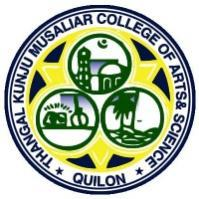 THANGAL KUNJU MUSALIAR COLLEGE OF ARTS & SCIENCE
QUILON